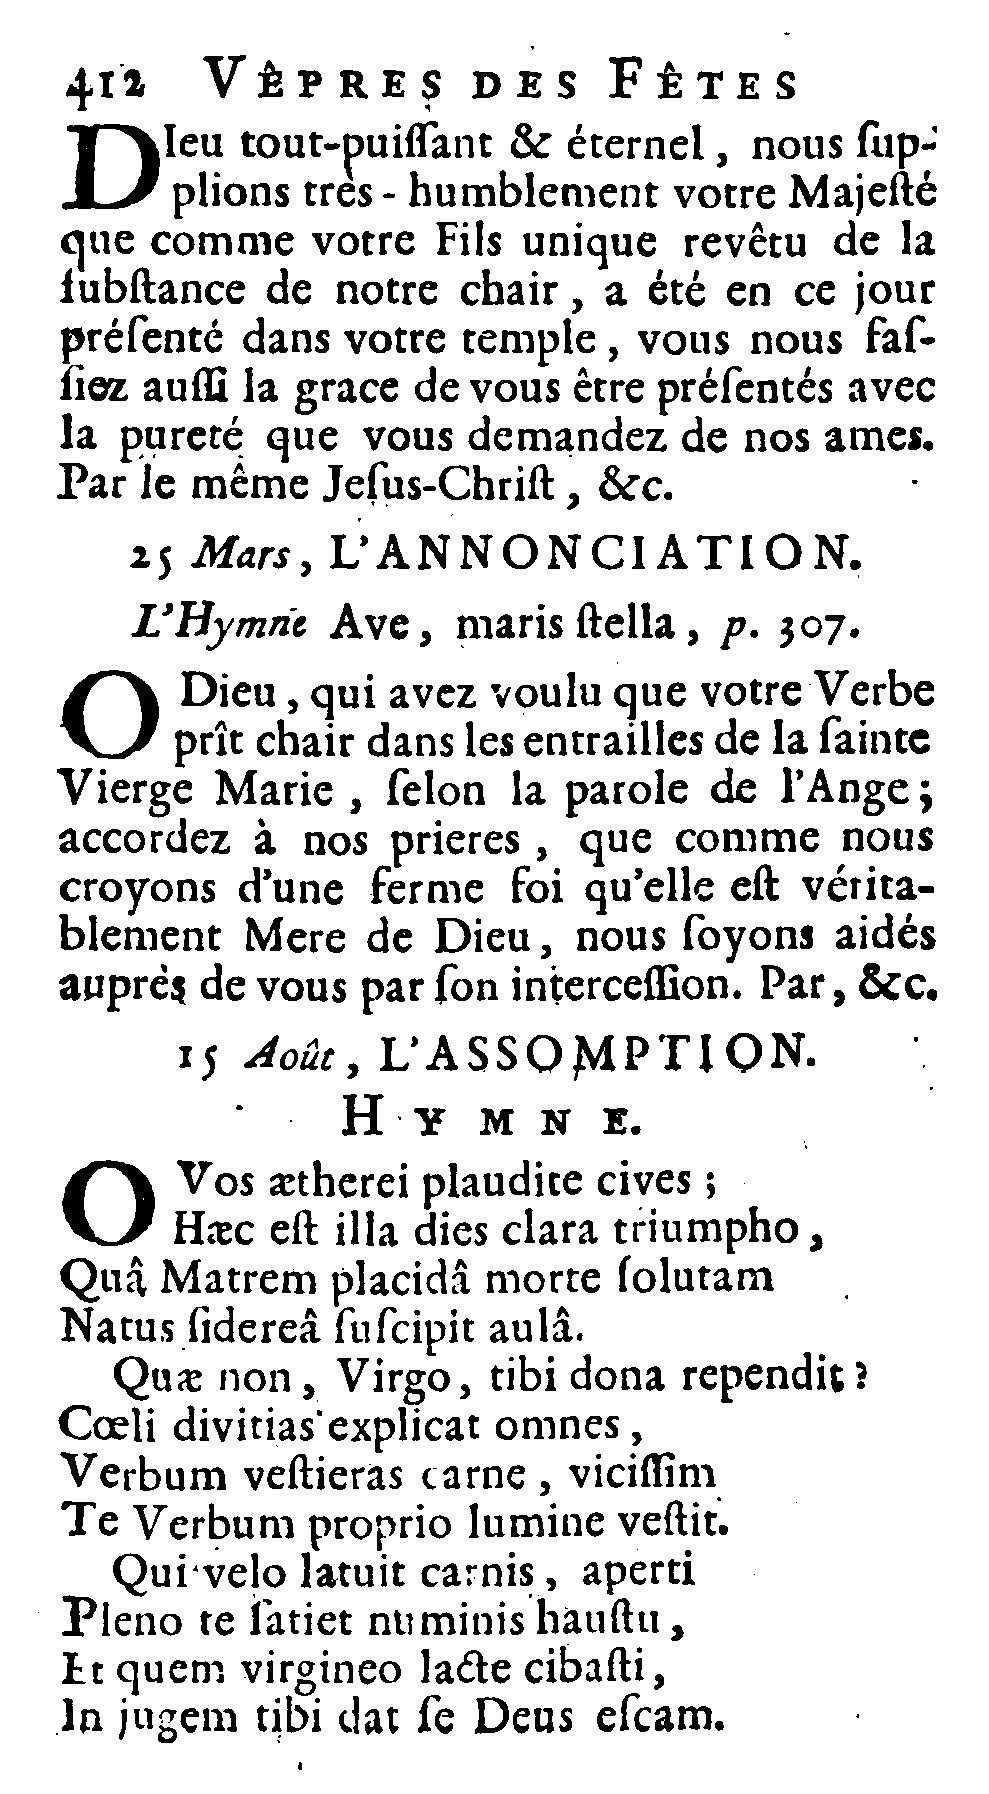 412 VÊPRES DES FÊTES
DIeu tout-puiſſant & éternel, nous ſup-
plions très-humblement votre Majeſté
que comme votre Fils unique revêtu de la
ſubſtance de notre chair, a été en ce jour
préſenté dans votre temple, vous nous faſ-
ſiez auſſi la grace de vous être préſentés avec
la pureté que vous demandez de nos ames.
Par le même Jeſus-Chriſt, &c.
25 Mars, L'ANNONCIATION.
L'Hymne Ave, maris ſtella, p. 307.
O Dieu, qui avez voulu que votre Verbe
prît chair dans les entrailles de la ſainte
Vierge Marie, ſelon la parole de l'Ange;
accordez à nos prieres, que comme nous
croyons d'une ferme foi qu'elle eſt vérita-
blement Mere de Dieu, nous ſoyons aidés
auprès de vous par ſon interceſſion. Par, &c.
15 Août, L'ASSOMPTION.
HYMNE.
O Vos ætherei plaudite cives;
Hæc eſt illa dies clara triumpho,
Quâ Matrem placidâ morte ſolutam
Natus ſidereâ ſuſcipit aulâ.
Quæ non, Virgo, tibi dona rependit?
Cœli divitias explicat omnes,
Verbum veſtieras carne, viciſſim
Te Verbum proprio lumine veſtit.
Qui velo latuit carnis, aperti
Pleno te ſatiet numinis hauſtu,
Et quem virgineo lacte cibaſti,
In jugem tibi dat ſe Deus eſcam.